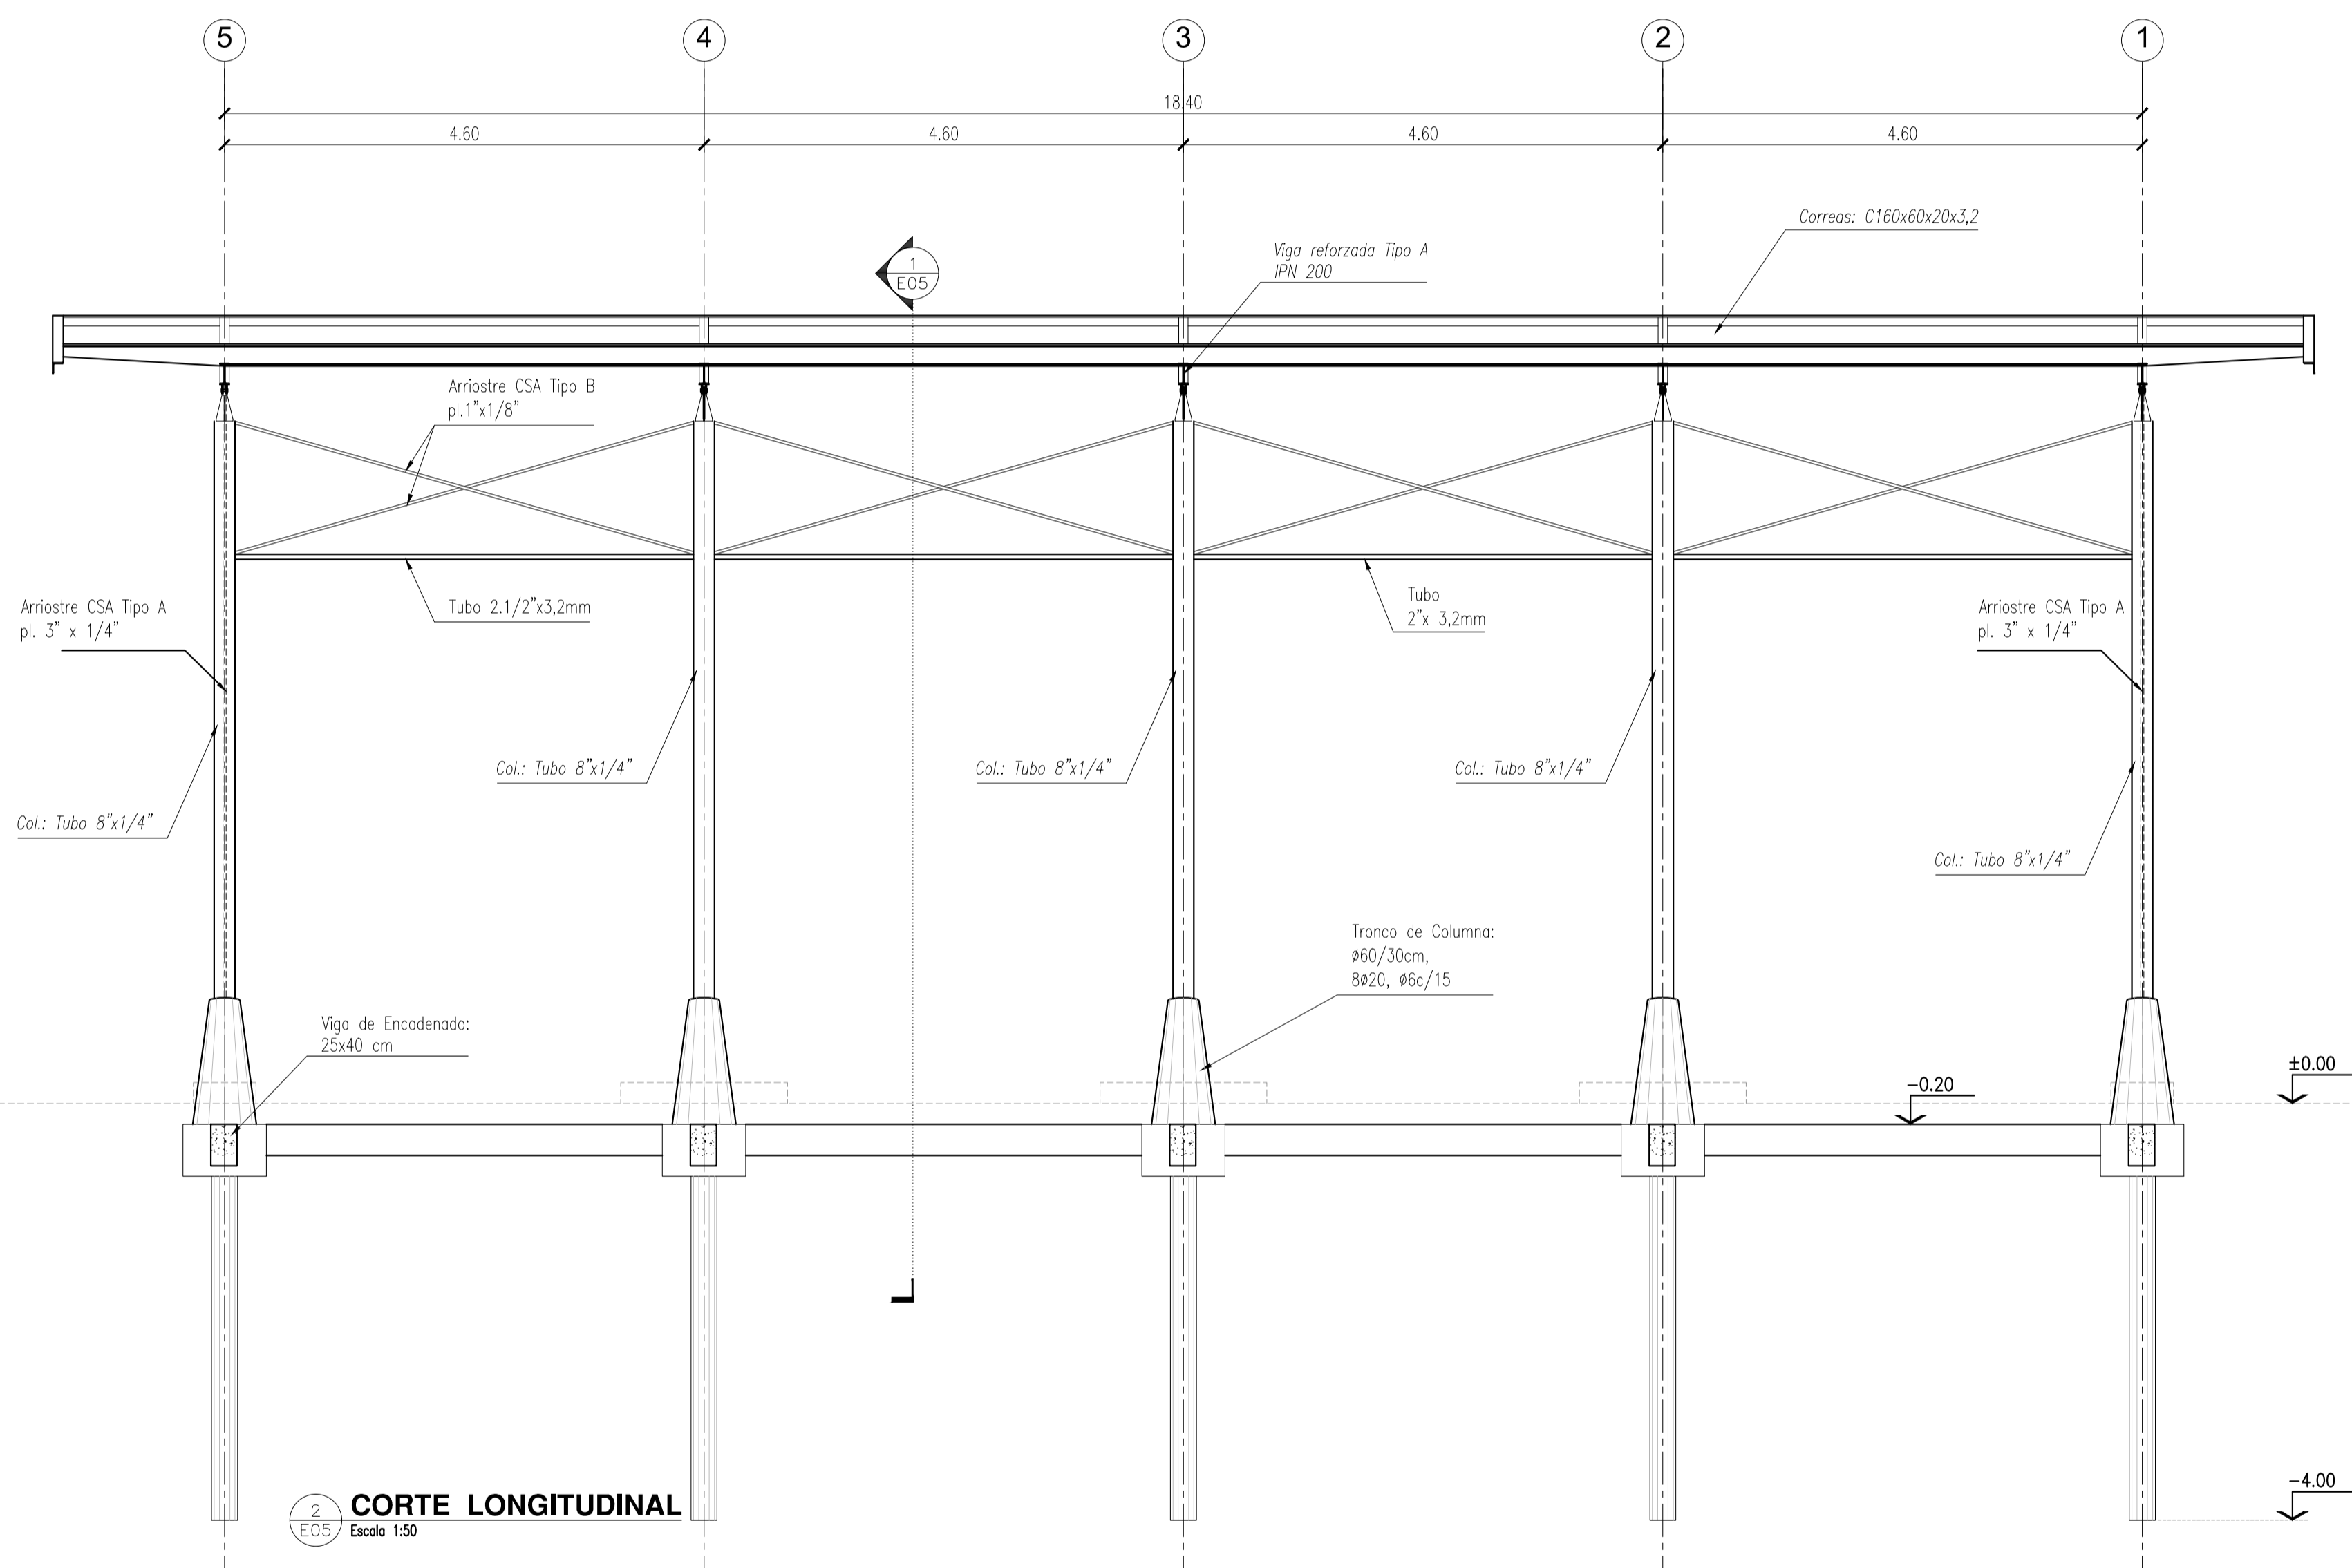 5
4
3
2
1
18.40
4.60
4.60
4.60
4.60
Correas: C160x60x20x3,2
Viga reforzada Tipo A
IPN 200
1
E05
Arriostre CSA Tipo B
pl.1"x1/8"
Arriostre CSA Tipo A
pl. 3" x 1/4"
Tubo 2.1/2"x3,2mm
Tubo
2"x 3,2mm
Arriostre CSA Tipo A
pl. 3" x 1/4"
Col.: Tubo 8"x1/4"
Col.: Tubo 8"x1/4"
Col.: Tubo 8"x1/4"
Col.: Tubo 8"x1/4"
Col.: Tubo 8"x1/4"
Tronco de Columna:
ø60/30cm,
8ø20, ø6c/15
Viga de Encadenado:
25x40 cm
±0.00
-0.20
-4.00
2
E05
CORTE LONGITUDINAL
Escala 1:50